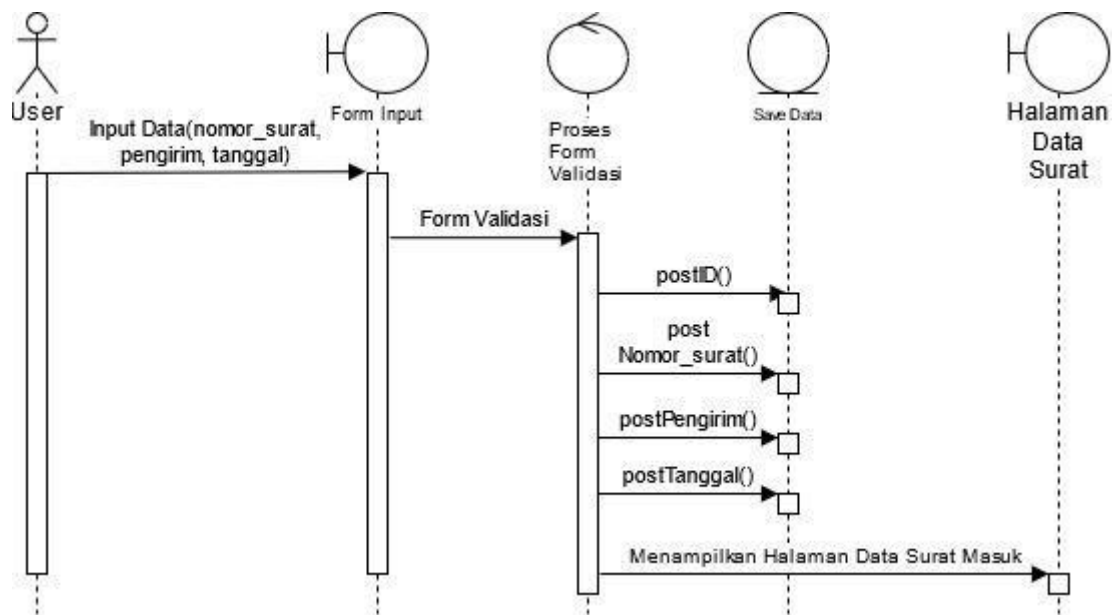 User
Form Input
Proses
Form
Validasi
Save Data
Halaman
Data
Surat
Input Data(nomor_surat,
pengirim, tanggal)
Form Validasi
postID()
post
Nomor_surat()
postPengirim()
postTanggal()
Menampilkan Halaman Data Surat Masuk